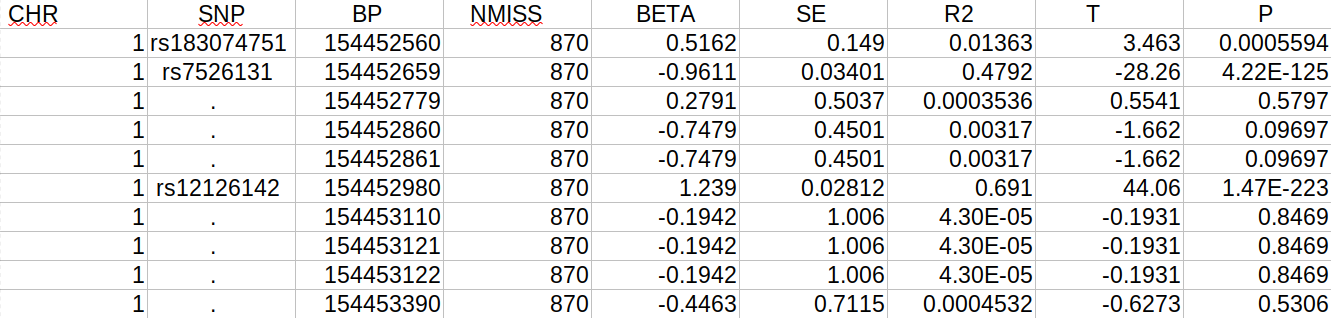 CHR SNP BP NMISS BETA SE R2 T P
1 rs183074751 154452560 870 0.5162 0.149 0.01363 3.463 0.0005594
1 rs7526131 154452659 870 -0.9611 0.03401 0.4792 -28.26 4.22E-125
1 . 154452779 870 0.2791 0.5037 0.0003536 0.5541 0.5797
1 . 154452860 870 -0.7479 0.4501 0.00317 -1.662 0.09697
1 . 154452861 870 -0.7479 0.4501 0.00317 -1.662 0.09697
1 rs12126142 154452980 870 1.239 0.02812 0.691 44.06 1.47E-223
1 . 154453110 870 -0.1942 1.006 4.30E-05 -0.1931 0.8469
1 . 154453121 870 -0.1942 1.006 4.30E-05 -0.1931 0.8469
1 . 154453122 870 -0.1942 1.006 4.30E-05 -0.1931 0.8469
1 . 154453390 870 -0.4463 0.7115 0.0004532 -0.6273 0.5306